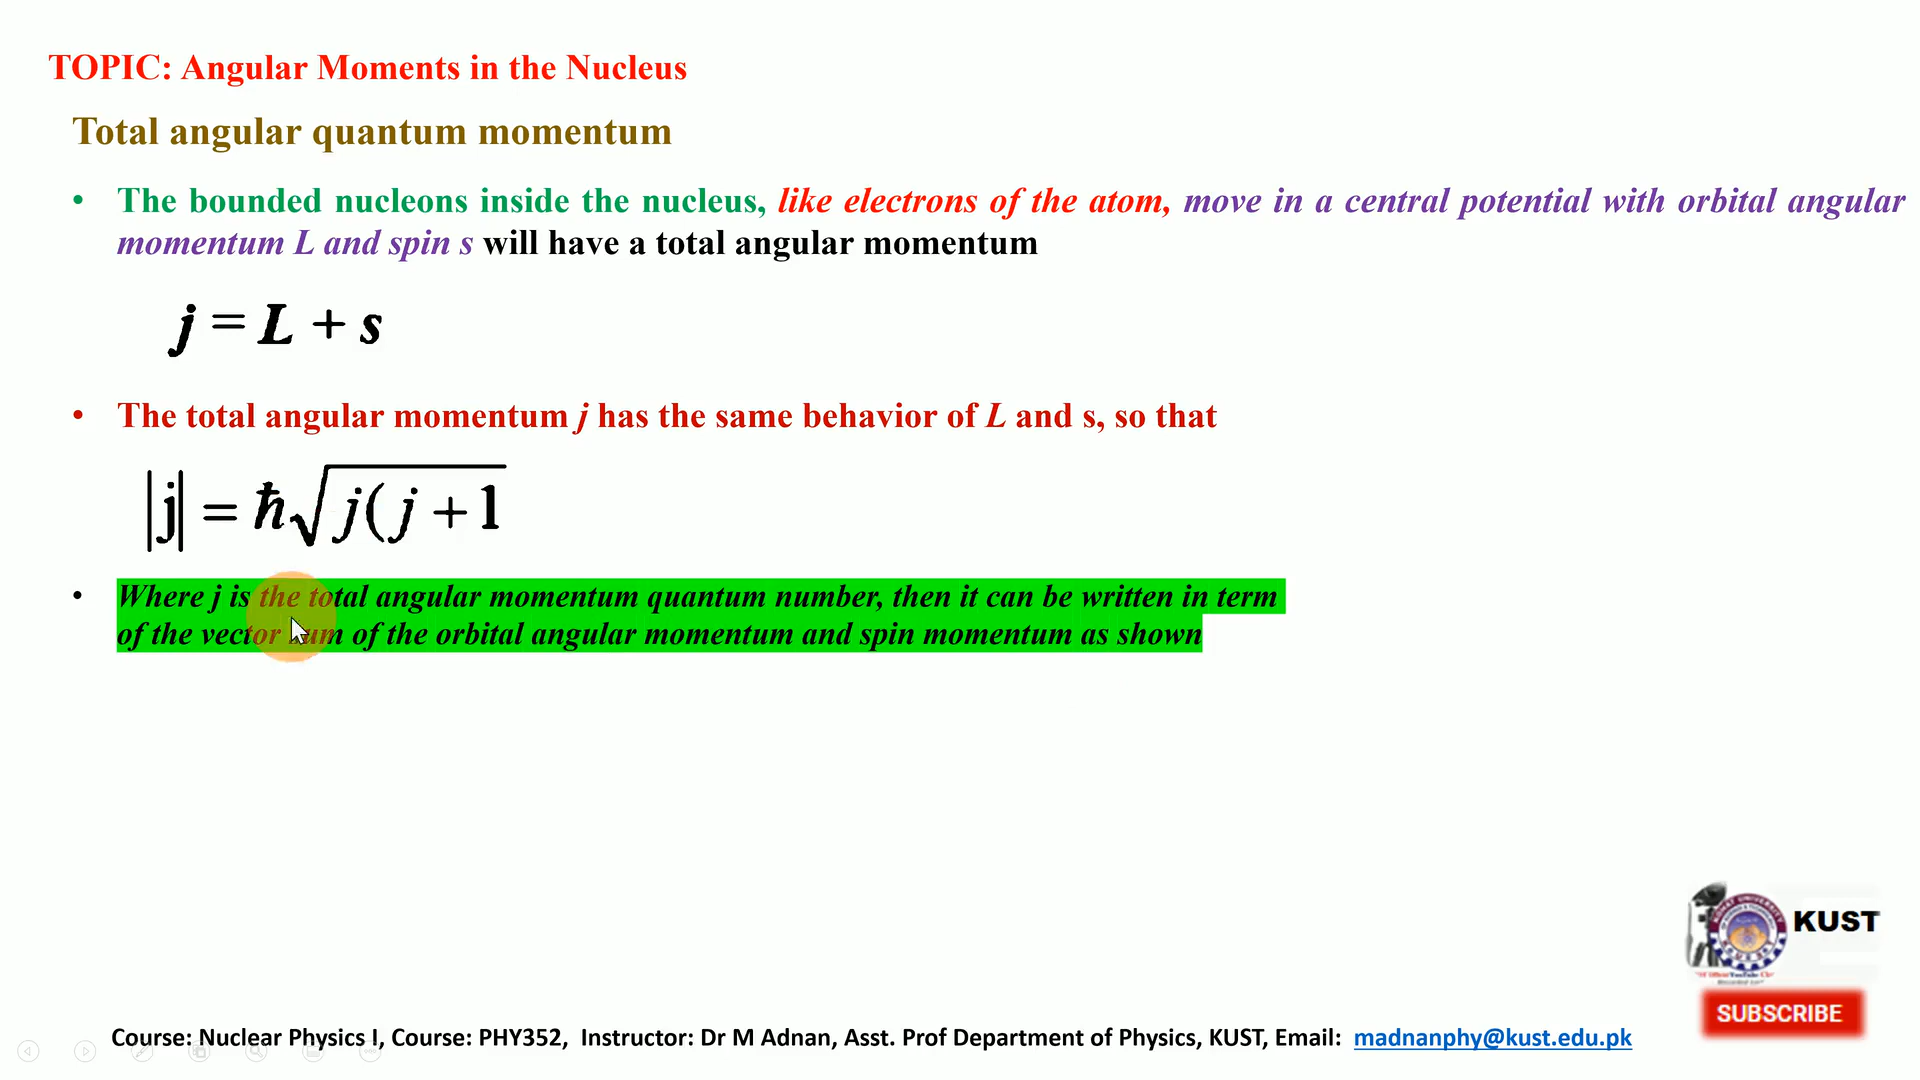 TOPIC: Angular Moments in the Nucleus
Total angular quantum momentum
• The bounded nucleons inside the nucleus, like electrons of the atom, move in a central potential with orbital angular
momentum L and spin s will have a total angular momentum
j = L + s
• The total angular momentum j has the same behavior of L and s, so that
|j| = ħ√j(j+1
• Where j is the total angular momentum quantum number, then it can be written in term
of the vector sum of the orbital angular momentum and spin momentum as shown
KUST
SUBSCRIBE
Course: Nuclear Physics I, Course: PHY352, Instructor: Dr M Adnan, Asst. Prof Department of Physics, KUST, Email: madnanphy@kust.edu.pk